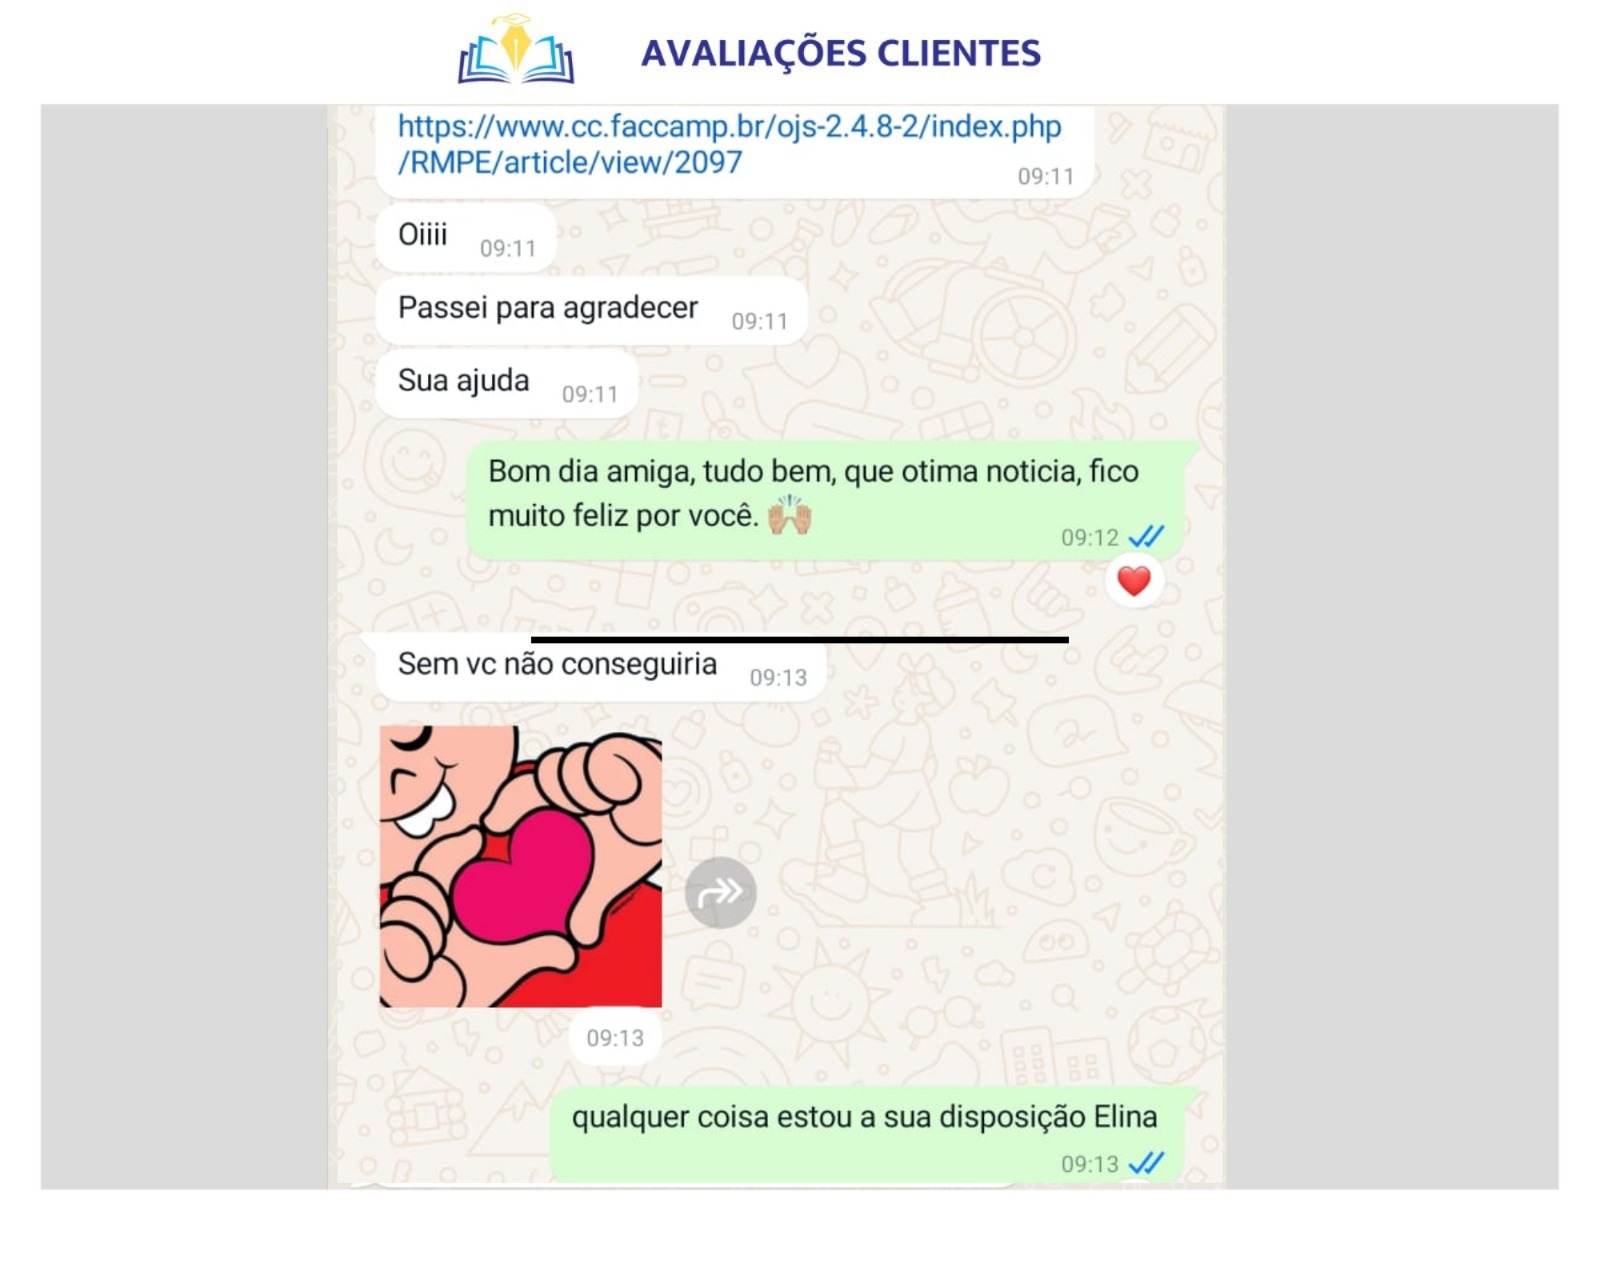 AVALIAÇÕES CLIENTES
https://www.cc.faccamp.br/ojs-2.4.8-2/index.php
/RMPE/article/view/2097
09:11
Oiiii 09:11
Passei para agradecer 09:11
Sua ajuda 09:11
Bom dia amiga, tudo bem, que otima noticia, fico
muito feliz por você. 🙌🏼
09:12
Sem vc não conseguiria 09:13
09:13
qualquer coisa estou a sua disposição Elina
09:13